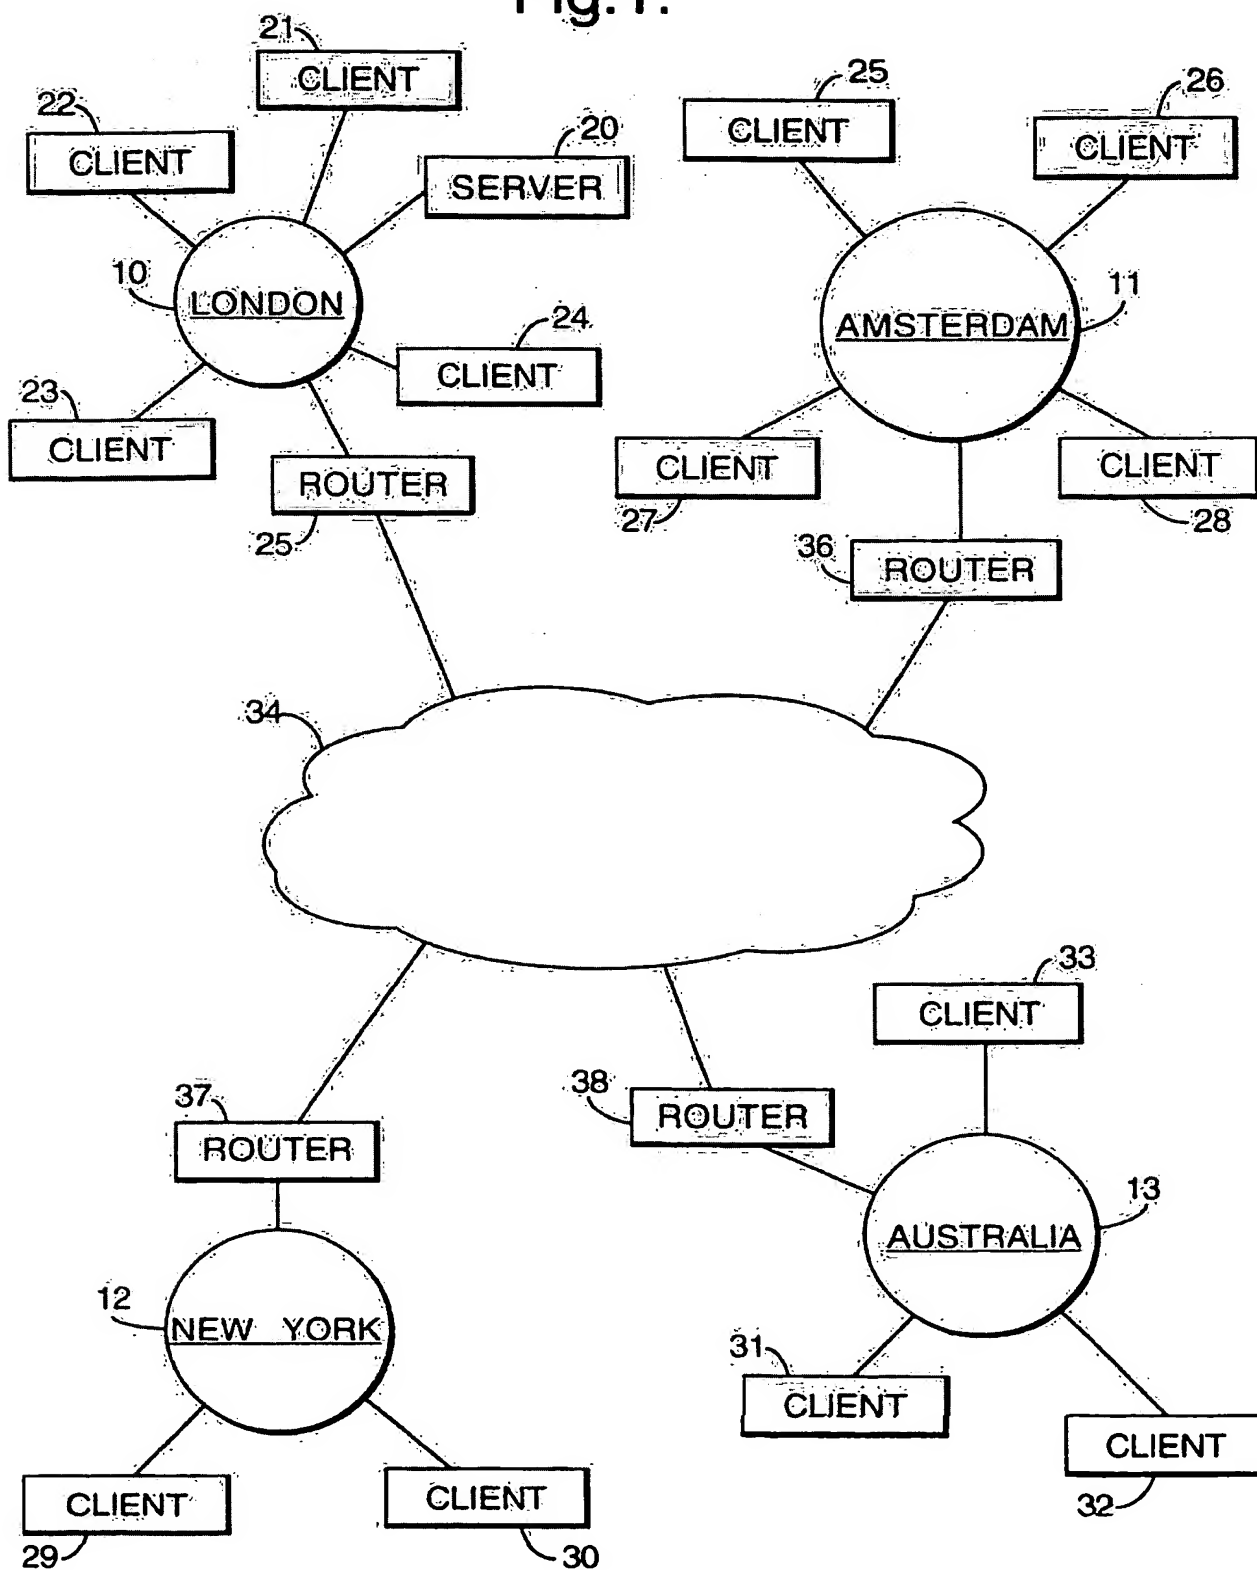 Fig.1.
21
CLIENT
22
CLIENT
20
SERVER
10
LONDON
24
CLIENT
23
CLIENT
ROUTER
25
25
CLIENT
26
CLIENT
11
AMSTERDAM
CLIENT
27
CLIENT
28
36
ROUTER
34
33
CLIENT
37
ROUTER
38
ROUTER
13
AUSTRALIA
12
NEW YORK
31
CLIENT
CLIENT
32
CLIENT
29
CLIENT
30